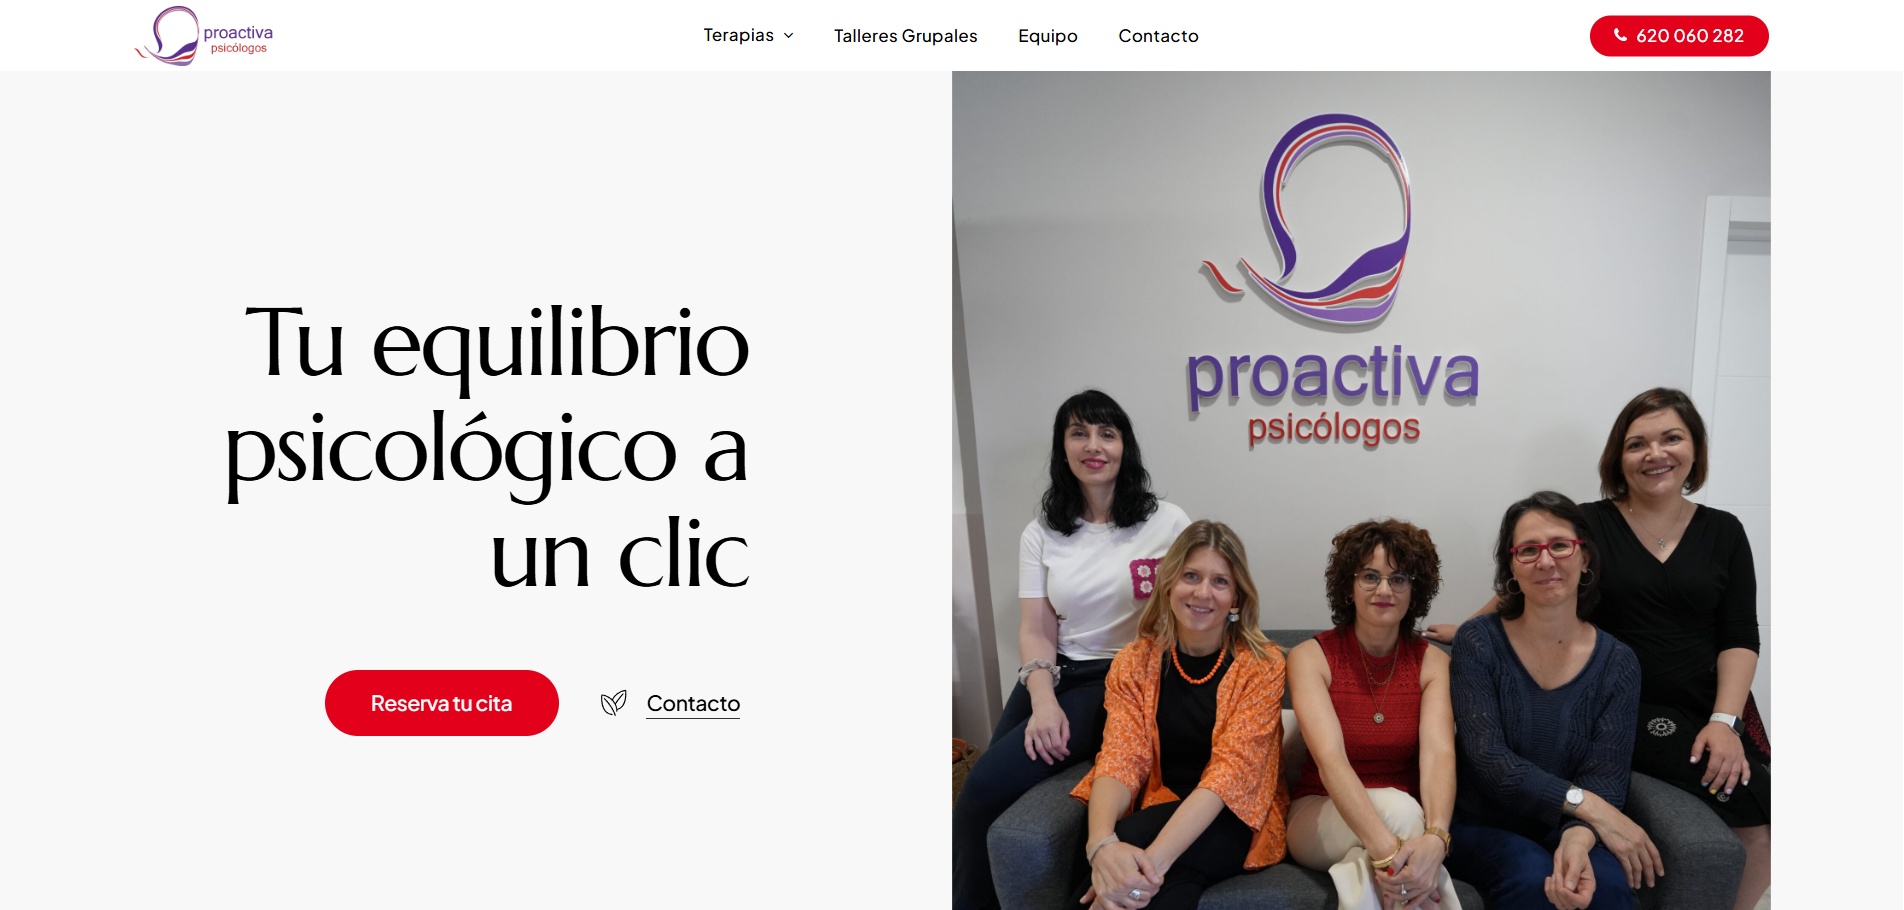 proactiva
psicólogos
Terapias
Talleres Grupales
Equipo
Contacto
620 060 282
Tu equilibrio
psicológico a
un clic
Reserva tu cita
Contacto
proactiva
psicólogos